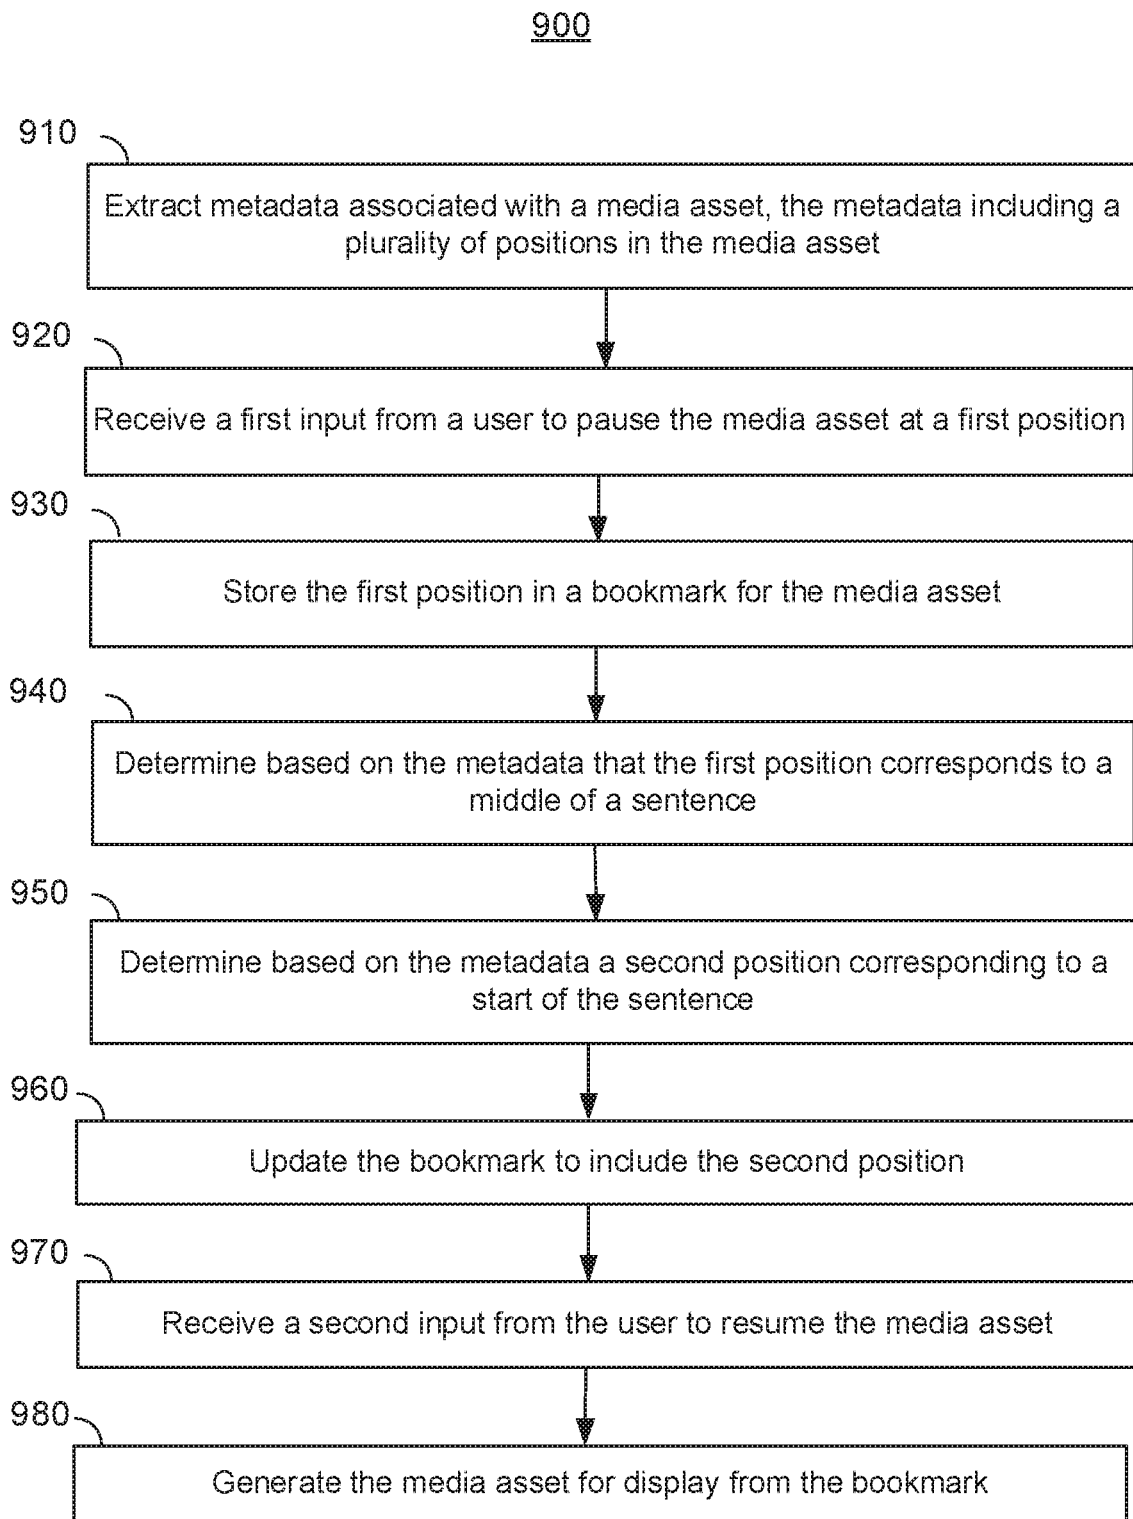 900
910
Extract metadata associated with a media asset, the metadata including a
plurality of positions in the media asset
920
Receive a first input from a user to pause the media asset at a first position
930
Store the first position in a bookmark for the media asset
940
Determine based on the metadata that the first position corresponds to a
middle of a sentence
950
Determine based on the metadata a second position corresponding to a
start of the sentence
960
Update the bookmark to include the second position
970
Receive a second input from the user to resume the media asset
980
Generate the media asset for display from the bookmark